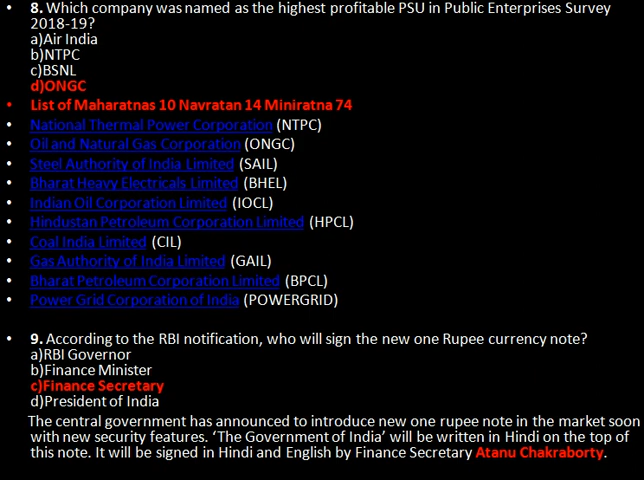 • 8. Which company was named as the highest profitable PSU in Public Enterprises Survey
2018-19?
a)Air India
b)NTPC
c)BSNL
d)ONGC
• List of Maharatnas 10 Navratan 14 Miniratna 74
• National Thermal Power Corporation (NTPC)
• Oil and Natural Gas Corporation (ONGC)
• Steel Authority of India Limited (SAIL)
• Bharat Heavy Electricals Limited (BHEL)
• Indian Oil Corporation Limited (IOCL)
• Hindustan Petroleum Corporation Limited (HPCL)
• Coal India Limited (CIL)
• Gas Authority of India Limited (GAIL)
• Bharat Petroleum Corporation Limited (BPCL)
• Power Grid Corporation of India (POWERGRID)
• 9. According to the RBI notification, who will sign the new one Rupee currency note?
a)RBI Governor
b)Finance Minister
c)Finance Secretary
d)President of India
The central government has announced to introduce new one rupee note in the market soon
with new security features. ‘The Government of India’ will be written in Hindi on the top of
this note. It will be signed in Hindi and English by Finance Secretary Atanu Chakraborty.